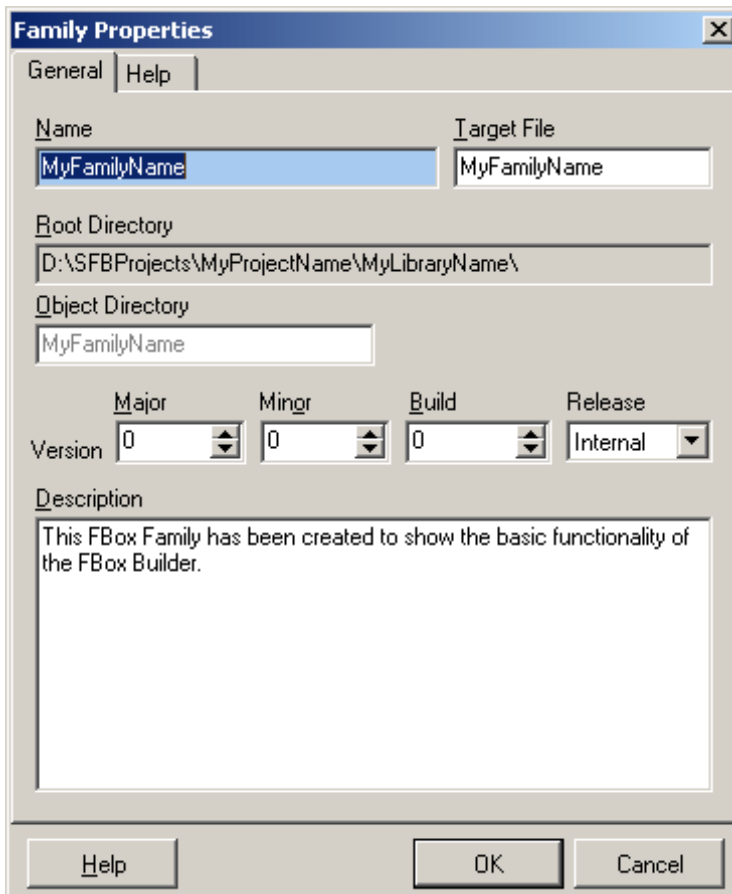 Family Properties
General Help
Name Target File
MyFamilyName MyFamilyName
Root Directory
D:\SFBProjects\MyProjectName\MyLibraryName\
Object Directory
MyFamilyName
Major Minor Build Release
Version 0 0 0 Internal
Description
This FBox Family has been created to show the basic functionality of
the FBox Builder.
Help OK Cancel